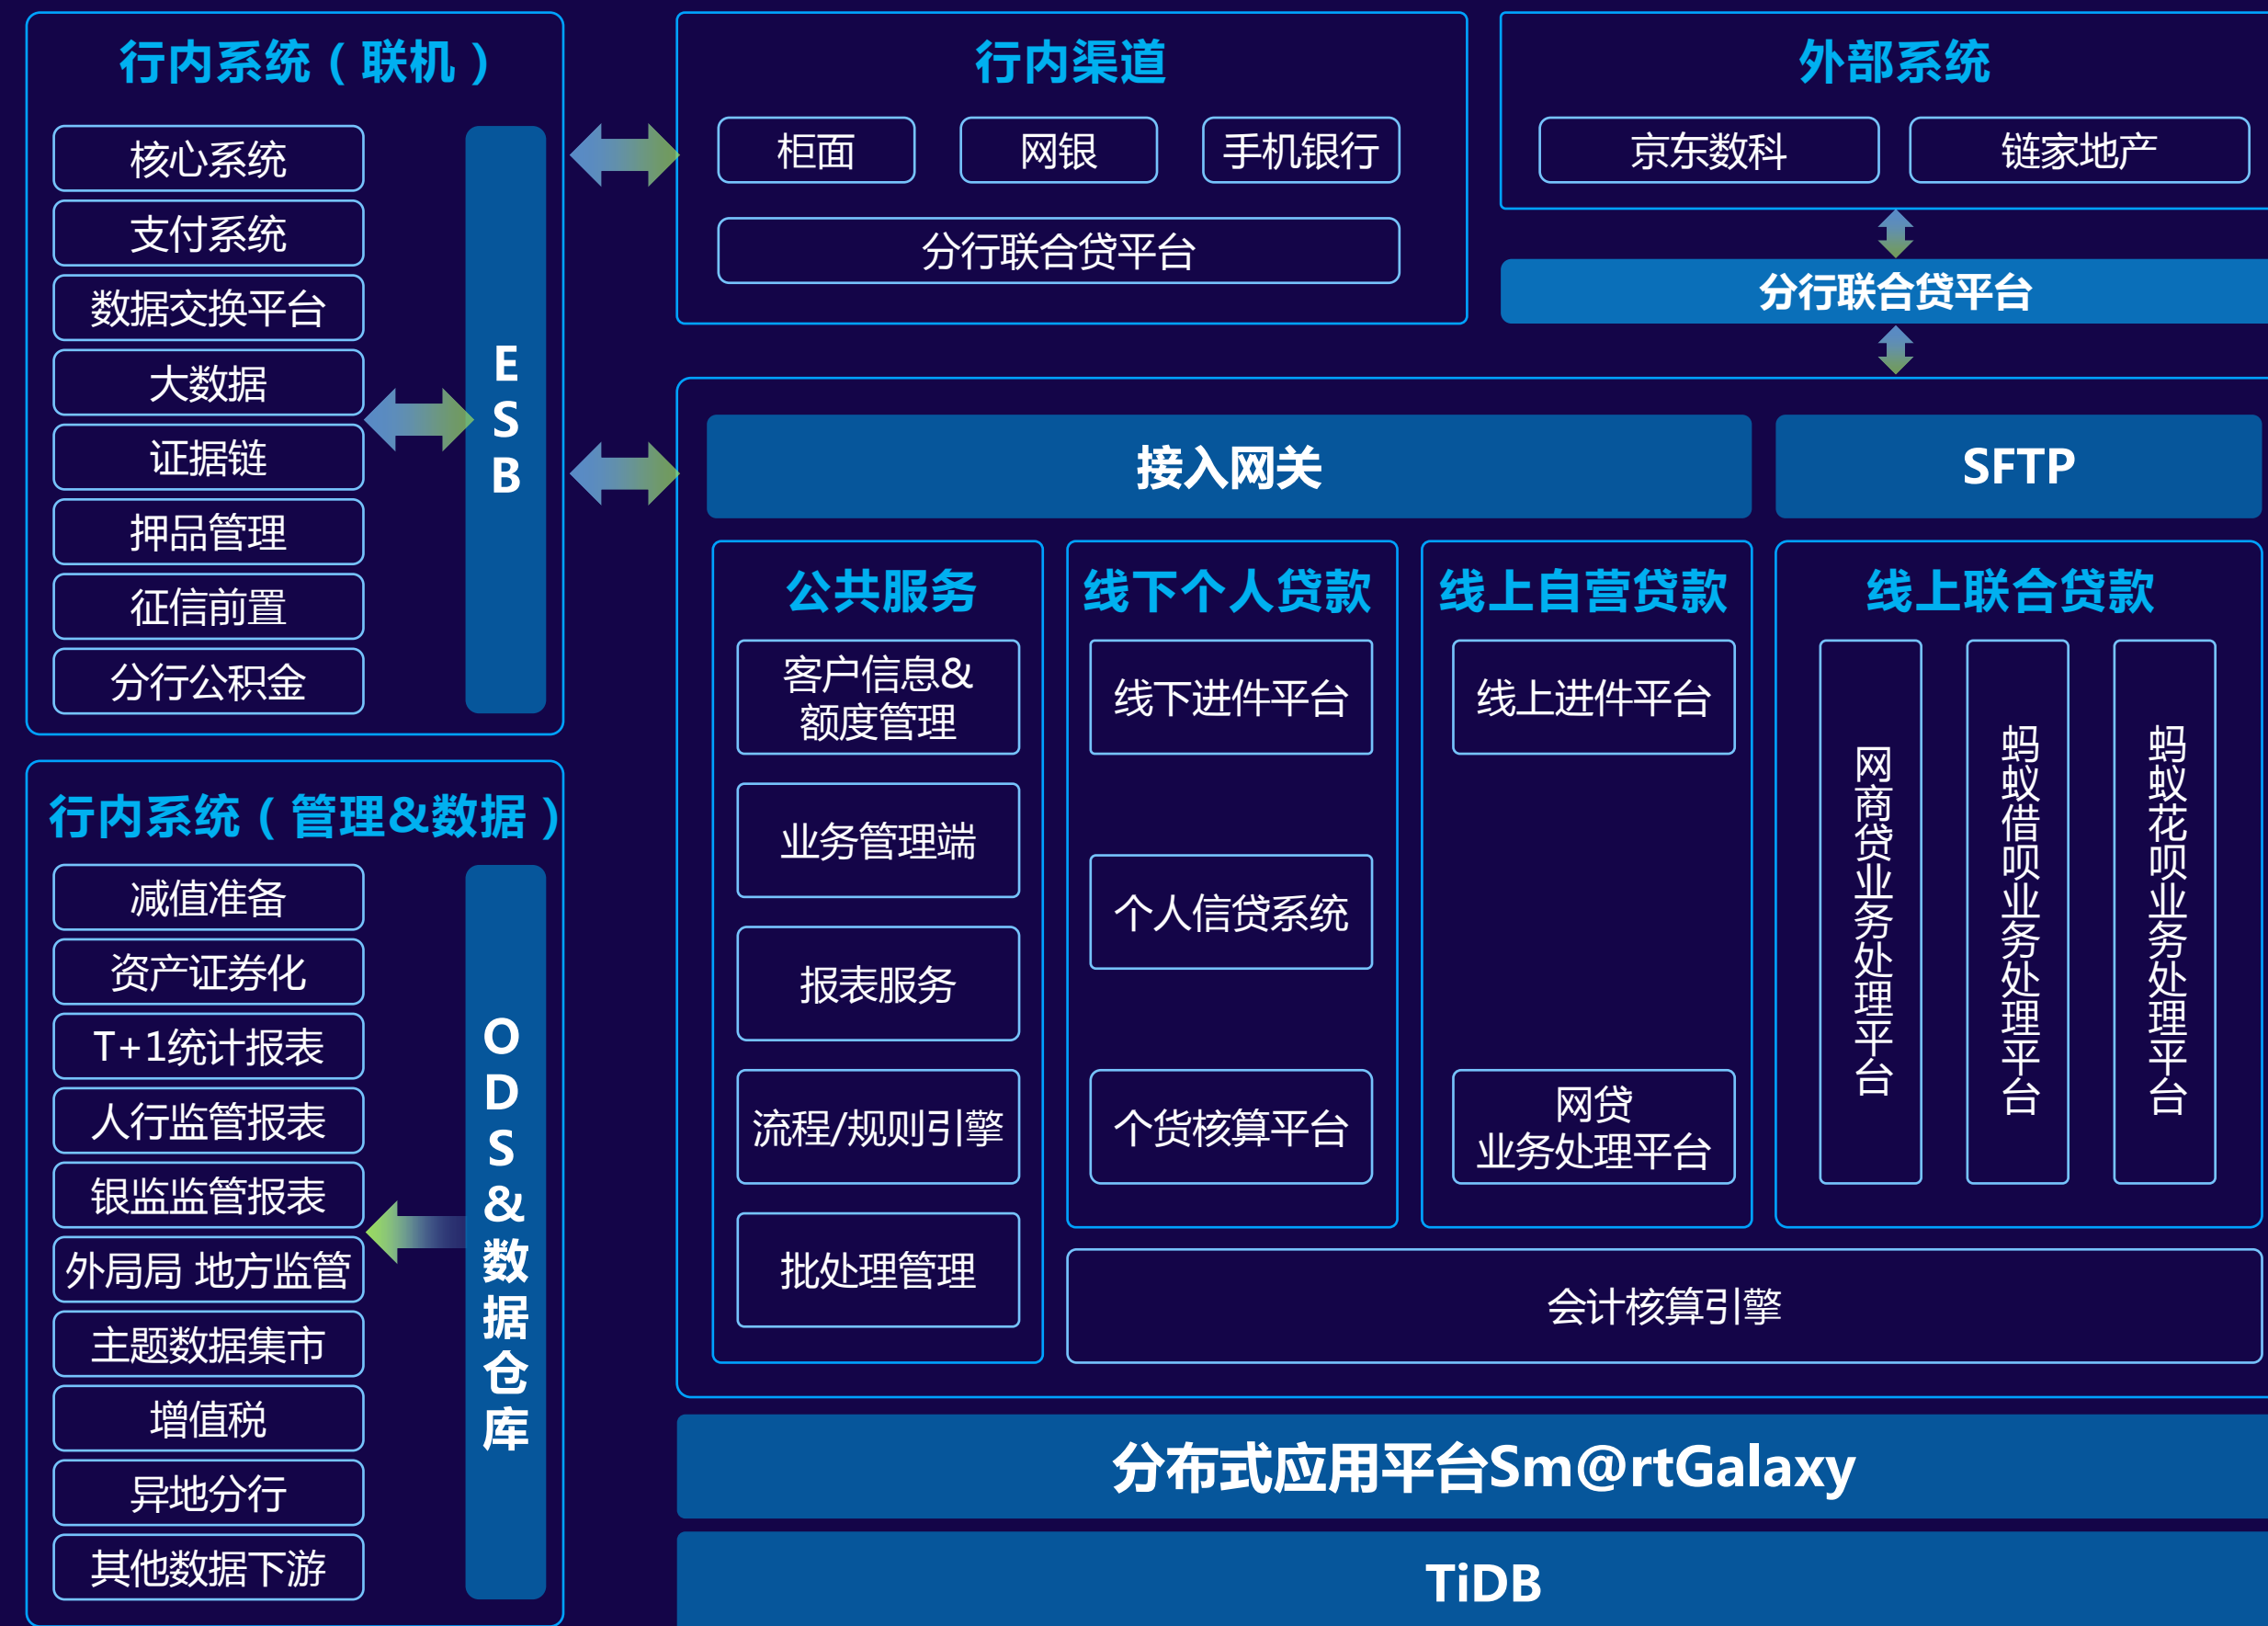 行内系统（联机）
核心系统
支付系统
数据交换平台
大数据
证据链
押品管理
征信前置
分行公积金
E
S
B
行内系统（管理&数据）
减值准备
资产证券化
T+1统计报表
人行监管报表
银监监管报表
外局局 地方监管
主题数据集市
增值税
异地分行
其他数据下游
O
D
S
&
数
据
仓
库
行内渠道
柜面
网银
手机银行
分行联合贷平台
外部系统
京东数科
链家地产
分行联合贷平台
接入网关
SFTP
公共服务
客户信息&
额度管理
业务管理端
报表服务
流程/规则引擎
批处理管理
线下个人贷款
线下进件平台
个人信贷系统
个货核算平台
线上自营贷款
线上进件平台
网贷
业务处理平台
线上联合贷款
网商贷业务处理平台
蚂蚁借呗业务处理平台
蚂蚁花呗业务处理平台
会计核算引擎
分布式应用平台Sm@rtGalaxy
TiDB